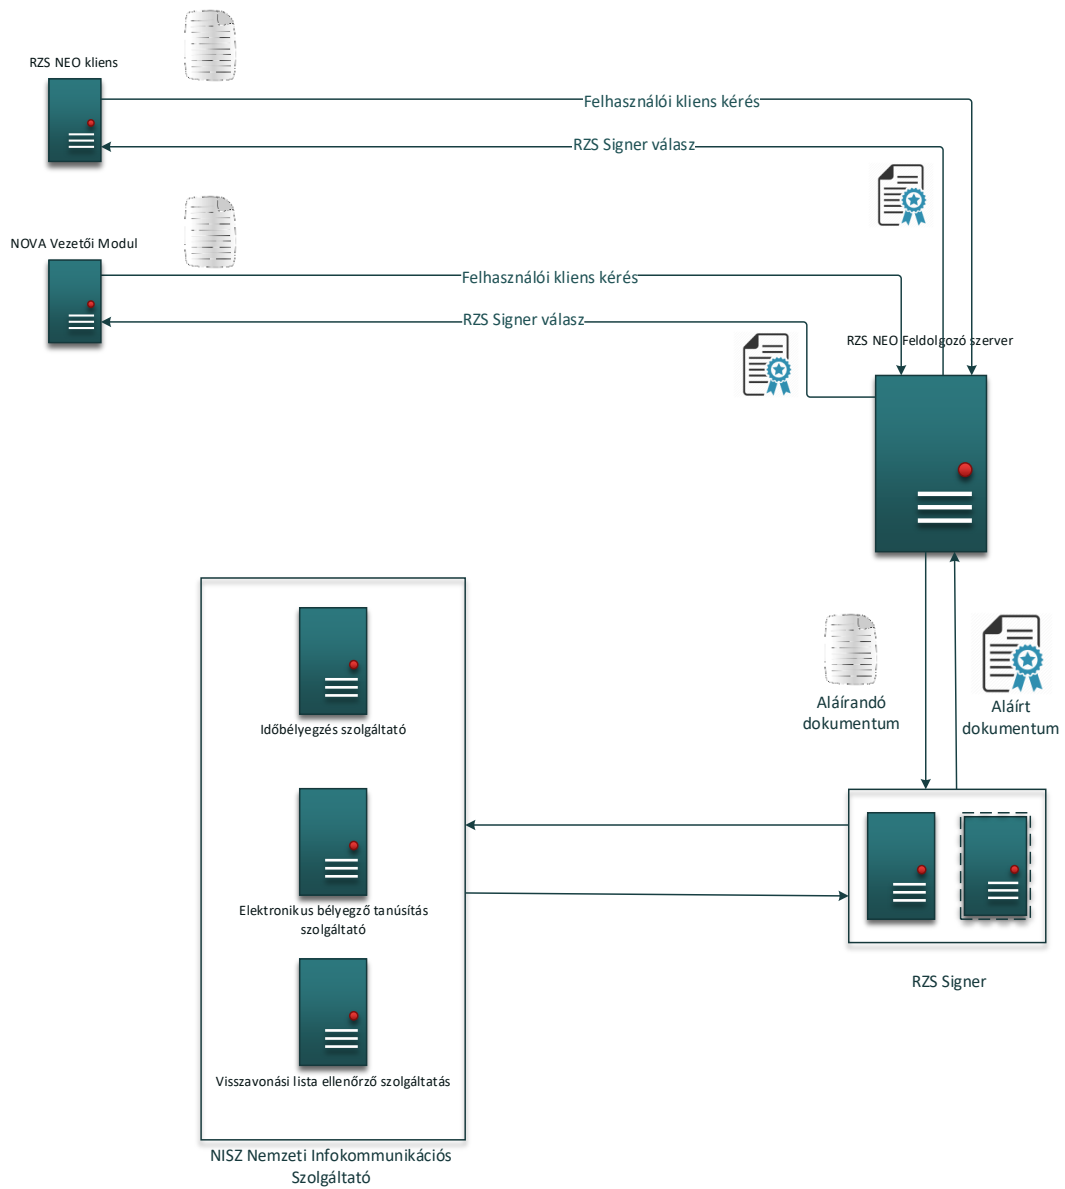 RZS NEO kliens
Felhasználói kliens kérés
RZS Signer válasz
NOVA Vezetői Modul
Felhasználói kliens kérés
RZS Signer válasz
RZS NEO Feldolgozó szerver
Aláírandó
dokumentum
Aláírt
dokumentum
Időbélyegzés szolgáltató
Elektronikus bélyegző tanúsítás
szolgáltató
RZS Signer
Visszavonási lista ellenőrző szolgáltatás
NISZ Nemzeti Infokommunikációs
Szolgáltató